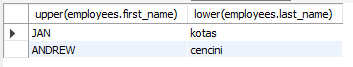 upper(employees.first_name) lower(employees.last_name)
JAN kotas
ANDREW cencini